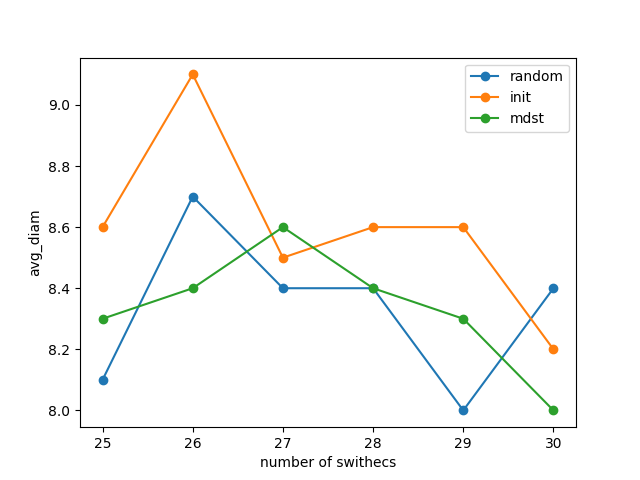 random
init
mdst
9.0
8.8
8.6
8.4
8.2
8.0
avg_diam
25 26 27 28 29 30
number of swithecs